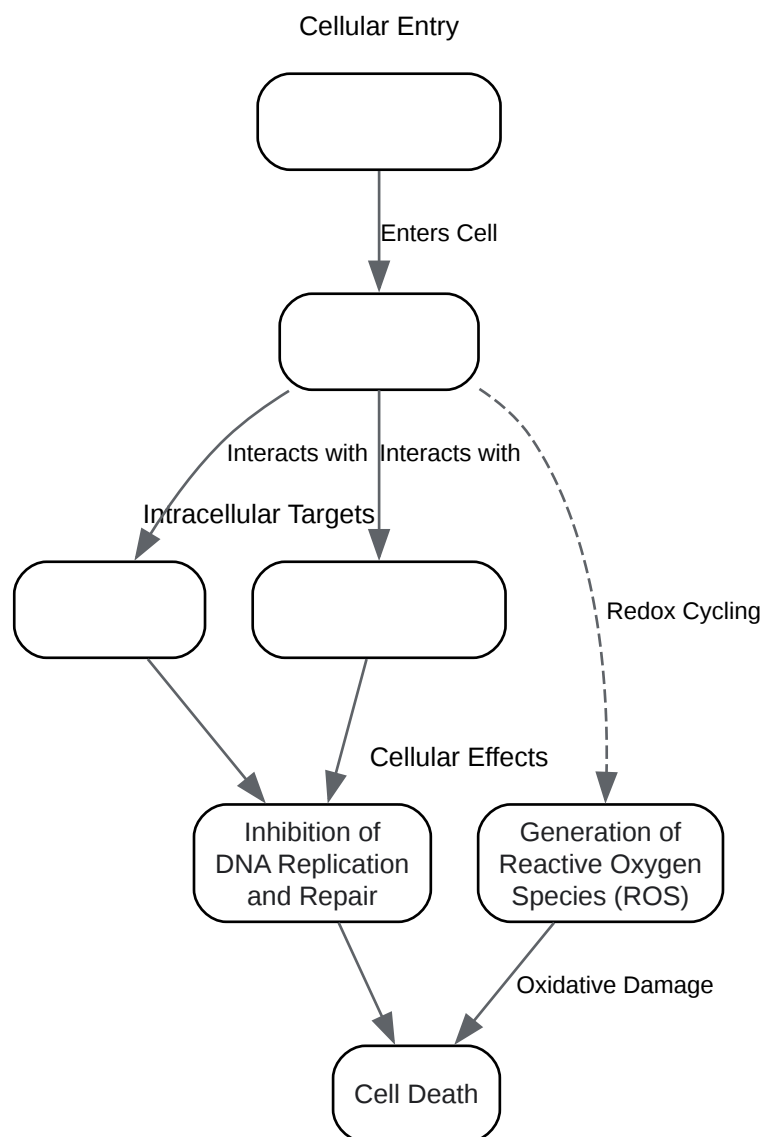 Cellular Entry
Enters Cell
Interacts with
Interacts with
Intracellular Targets
Redox Cycling
Cellular Effects
Inhibition of
DNA Replication
and Repair
Generation of
Reactive Oxygen
Species (ROS)
Oxidative Damage
Cell Death